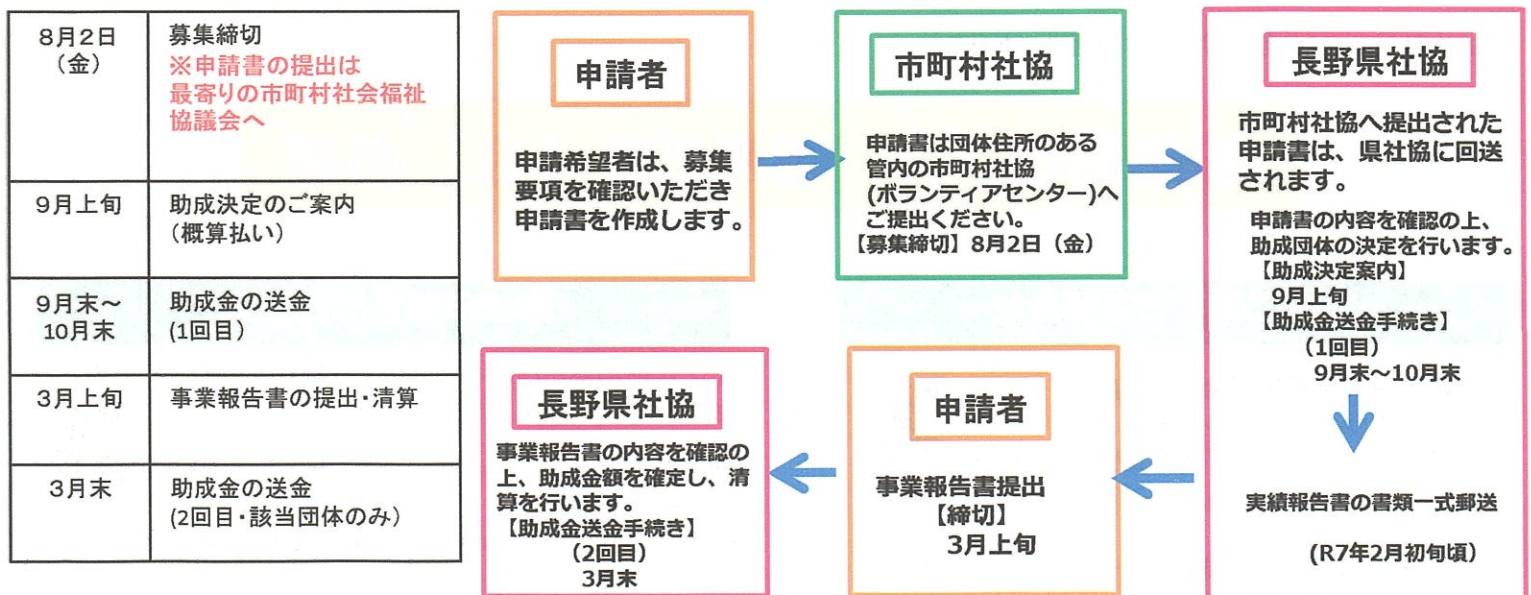 8月2日
(金)
募集締切
※申請書の提出は
最寄りの市町村社会福祉
協議会へ
9月上旬
助成決定のご案内
(概算払い)
9月末～
10月末
助成金の送金
(1回目)
3月上旬
事業報告書の提出・清算
3月末
助成金の送金
(2回目・該当団体のみ)
申請者
申請希望者は、募集
要項を確認いただき
申請書を作成します。
市町村社協
申請書は団体住所のある
管内の市町村社協
(ボランティアセンター)へ
ご提出ください。
【募集締切】8月2日（金）
長野県社協
市町村社協へ提出された
申請書は、県社協に回送
されます。
申請書の内容を確認の上、
助成団体の決定を行います。
【助成決定案内】
9月上旬
【助成金送金手続き】
（1回目）
9月末～10月末
実績報告書の書類一式郵送
(R7年2月初旬頃)
申請者
事業報告書提出
【締切】
3月上旬
長野県社協
事業報告書の内容を確認の
上、助成金額を確定し、清
算を行います。
【助成金送金手続き】
（2回目）
3月末